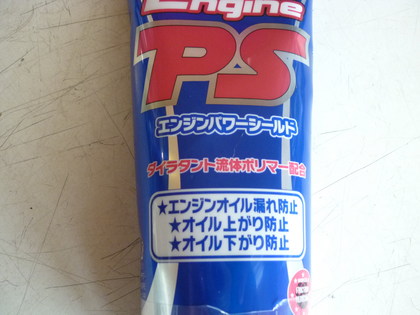 Engine
PS
エンジンパワーシールド
ダイラタント流体ポリマー配合
★エンジンオイル漏れ防止
★オイル上がり防止
★オイル下がり防止